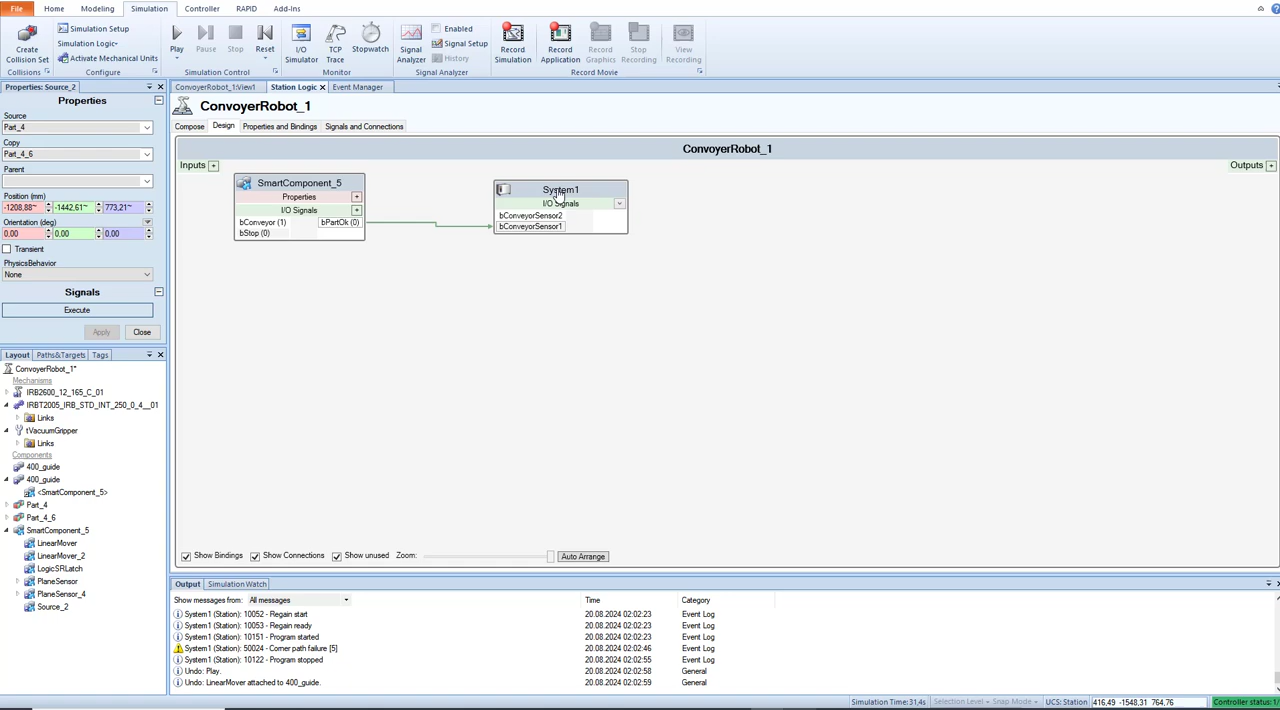 File Home Modeling Simulation Controller RAPID Add-Ins
Create Collision Set
Collisions
Simulation Setup
Simulation Logic
Activate Mechanical Units
Configure
Play Pause Stop Reset
Simulation Control
I/O Simulator TCP Trace Stopwatch
Monitor
Signal Analyzer
Enabled
Signal Setup
History
Signal Analyzer
Record Simulation Record Application Record Graphics Stop Recording View Recording
Record Movie
Properties: Source_2
Properties
Source
Part_4
Copy
Part_4_6
Parent
Position (mm)
-1208,88~ -1442,61~ 773,21~
Orientation (deg)
0,00 0,00 0,00
Transient
PhysicsBehavior
None
Signals
Execute
Apply Close
Layout Paths&Targets Tags
ConvoyerRobot_1*
Mechanisms
IRB2600_12_165_C_01
IRBT2005_IRB_STD_INT_250_0_4__01
Links
tVacuumGripper
Links
Components
400_guide
400_guide
<SmartComponent_5>
Part_4
Part_4_6
SmartComponent_5
LinearMover
LinearMover_2
LogicSRLatch
PlaneSensor
PlaneSensor_4
Source_2
ConvoyerRobot_1:View1 Station Logic Event Manager
ConvoyerRobot_1
Compose Design Properties and Bindings Signals and Connections
ConvoyerRobot_1
Inputs + Outputs +
SmartComponent_5
Properties +
I/O Signals +
bConveyor (1) bPartOk (0)
bStop (0)
System1
I/O Signals
bConveyorSensor2
bConveyorSensor1
Show Bindings Show Connections Show unused Zoom: Auto Arrange
Output Simulation Watch
Show messages from: All messages Time Category
System1 (Station): 10052 - Regain start 20.08.2024 02:02:23 Event Log
System1 (Station): 10053 - Regain ready 20.08.2024 02:02:23 Event Log
System1 (Station): 10151 - Program started 20.08.2024 02:02:23 Event Log
System1 (Station): 50024 - Corner path failure [5] 20.08.2024 02:02:46 Event Log
System1 (Station): 10122 - Program stopped 20.08.2024 02:02:55 Event Log
Undo: Play. 20.08.2024 02:02:58 General
Undo: LinearMover attached to 400_guide. 20.08.2024 02:02:59 General
Simulation Time: 31,4s Selection Level Snap Mode UCS: Station 416,49 -1548,31 764,76 Controller status: 1/